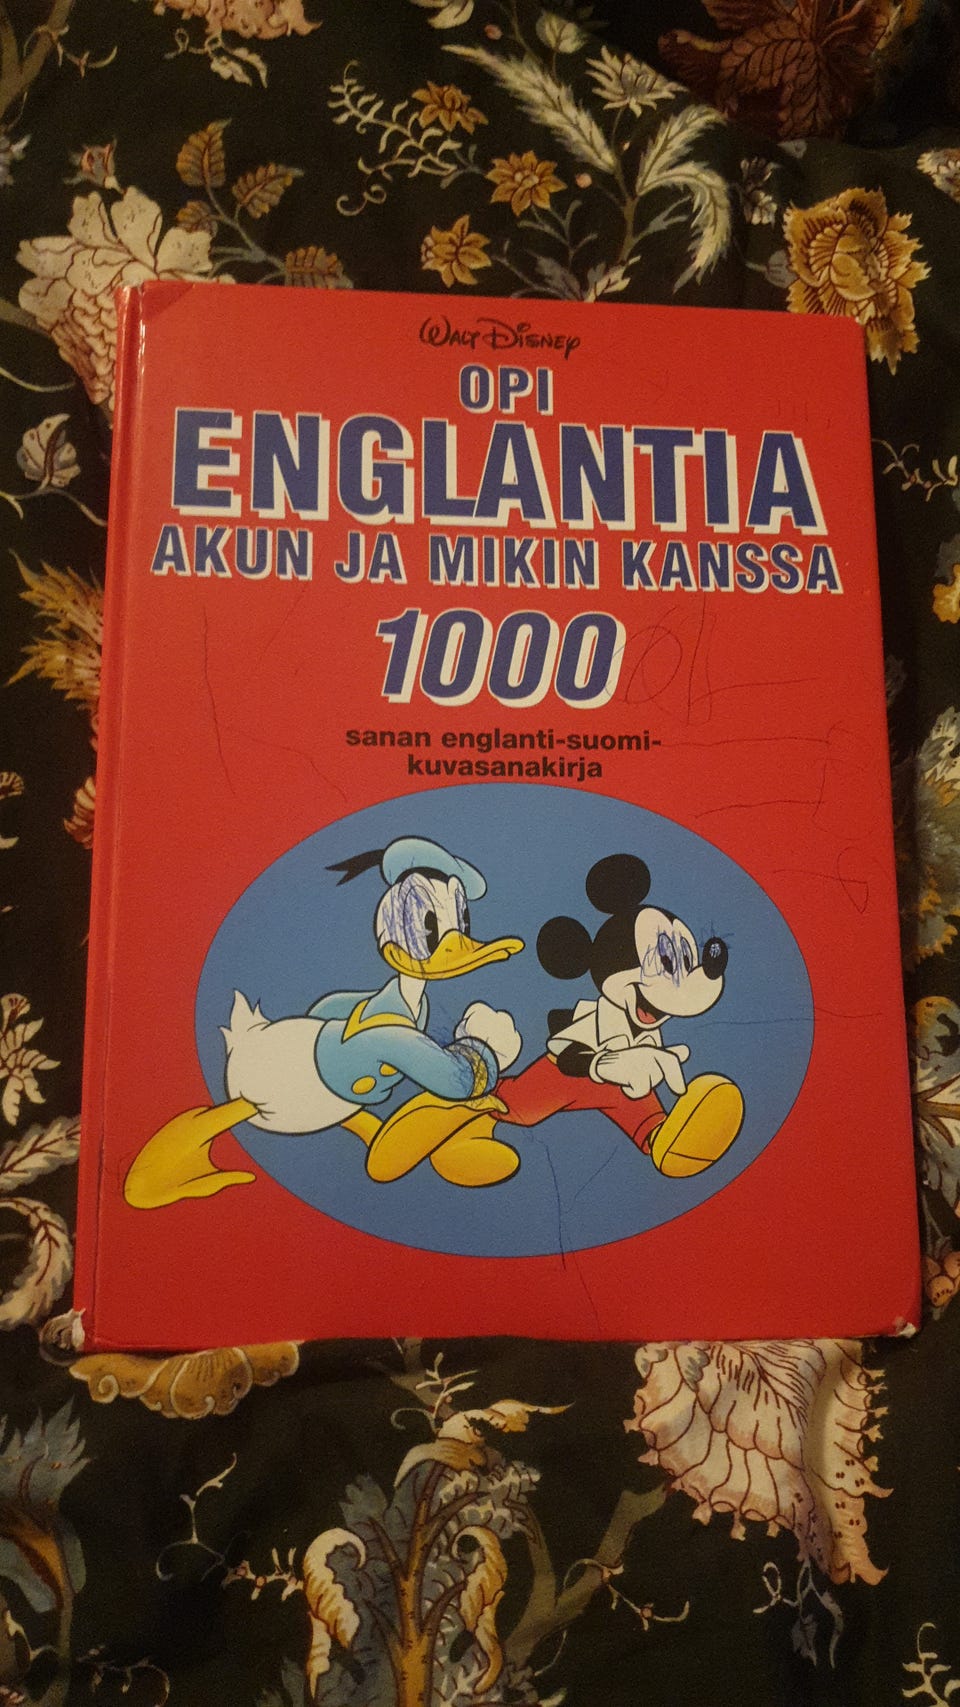 Walt Disney
OPI
ENGLANTIA
AKUN JA MIKIN KANSSA
1000
sanan englanti-suomi-
kuvasanakirja